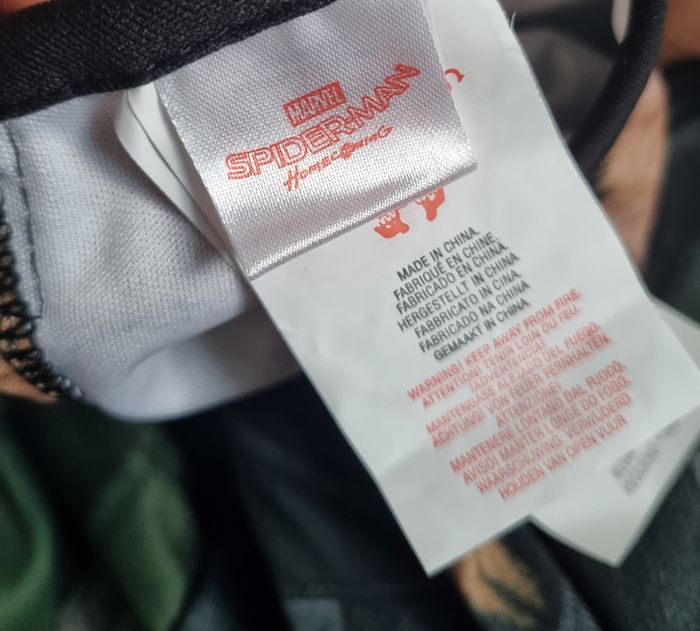 MARVEL
SPIDER-MAN
HOMECOMING
MADE IN CHINA.
FABRIQUÉ EN CHINE.
FABRICADO EN CHINA.
HERGESTELLT IN CHINA.
FABBRICATO IN CINA.
FABRICADO NA CHINA.
GEMAAKT IN CHINA.
WARNING! KEEP AWAY FROM FIRE.
ATTENTION! TENIR LOIN DU FEU.
¡ADVERTENCIA!
MANTÉNGASE ALEJADO DEL FUEGO.
ACHTUNG! VON FEUER FERNHALTEN.
ATTENZIONE!
MANTENERE LONTANO DAL FUOCO.
AVISO! MANTER LONGE DO FOGO.
WAARSCHUWING. VERWIJDERD
HOUDEN VAN OPEN VUUR